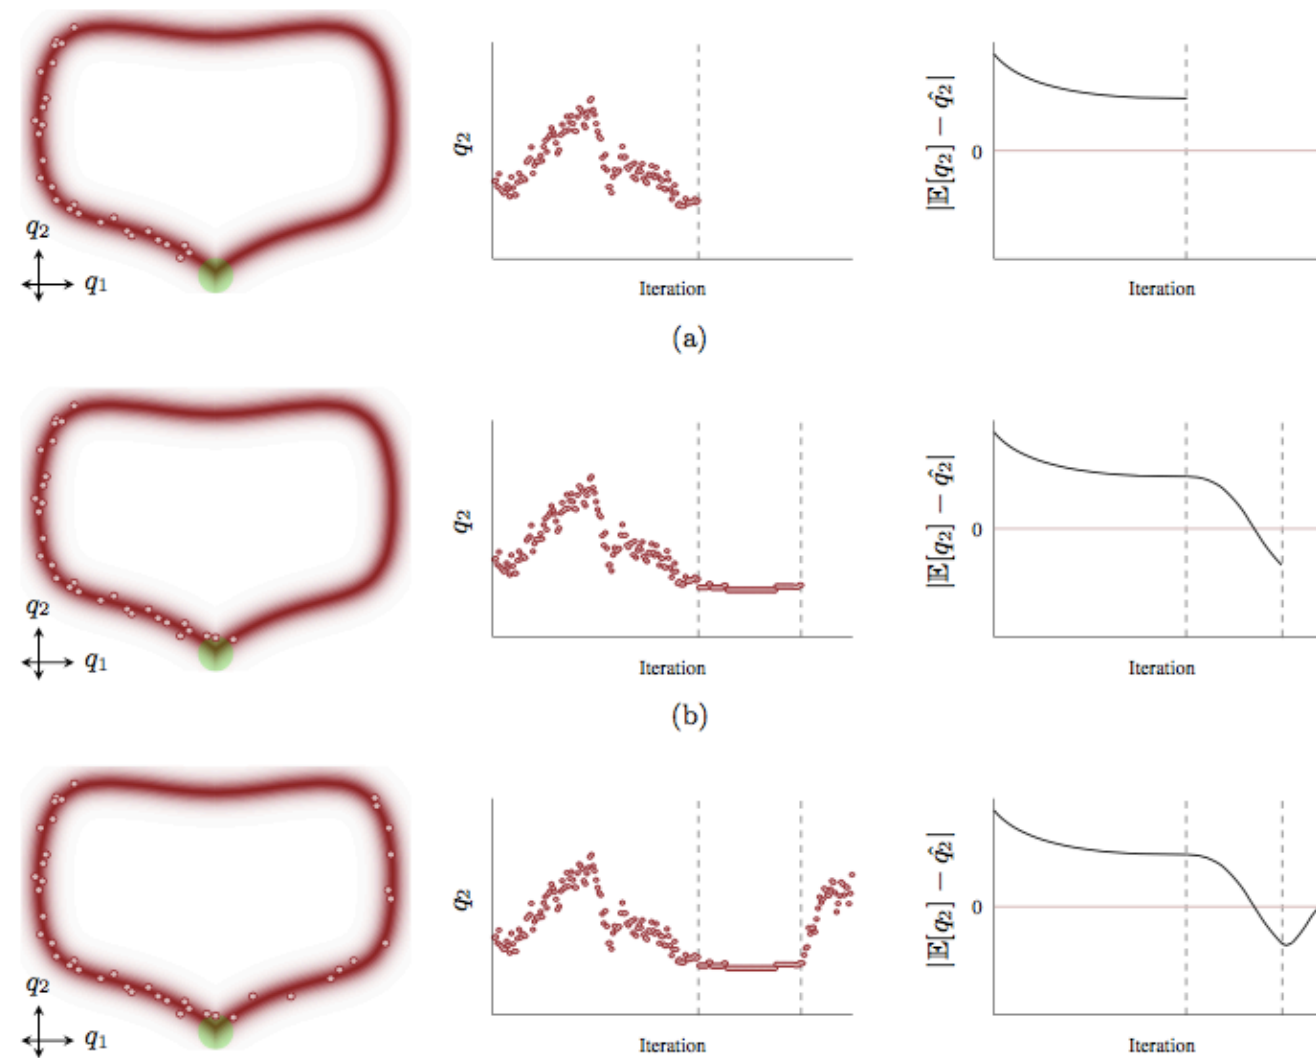 q₂
q₁
q₂
Iteration
|𝔼[q₂] − q̂₂|
0
Iteration
(a)
q₂
q₁
q₂
Iteration
|𝔼[q₂] − q̂₂|
0
Iteration
(b)
q₂
q₁
q₂
Iteration
|𝔼[q₂] − q̂₂|
0
Iteration